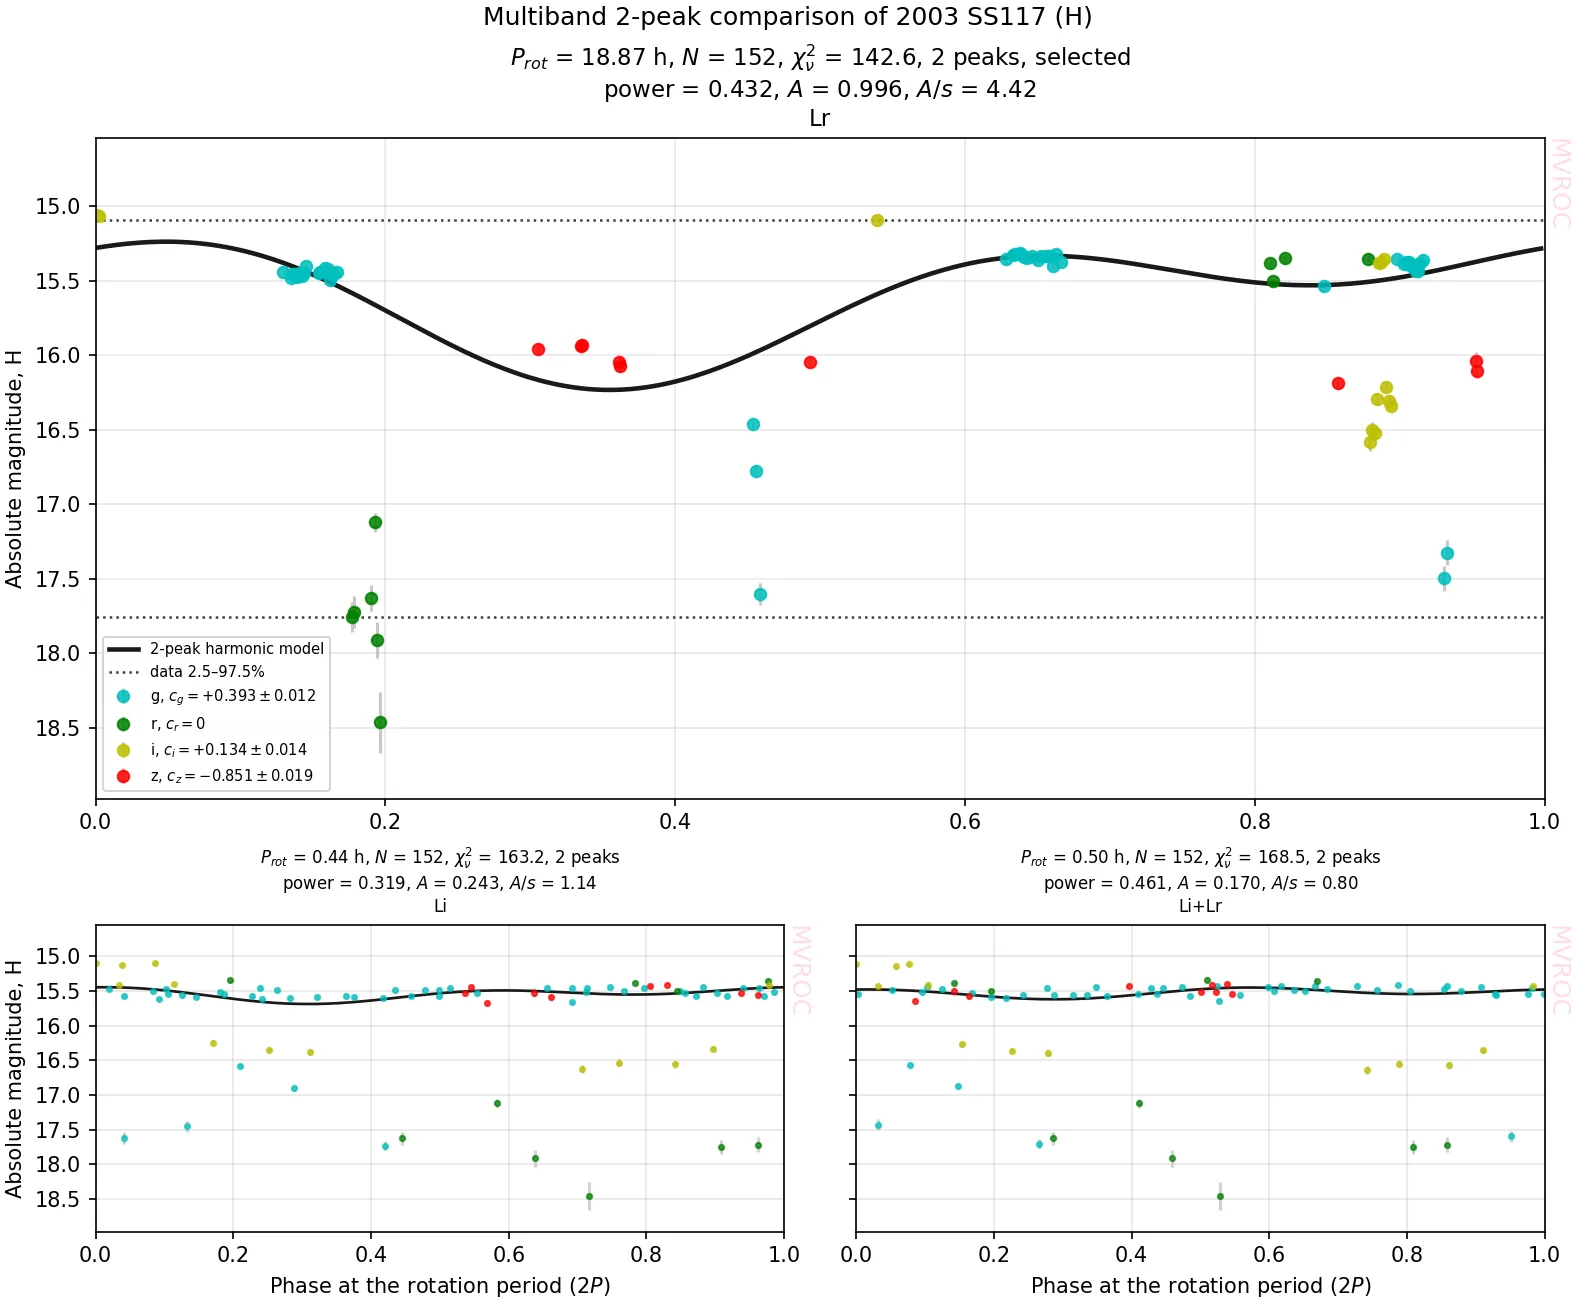 Multiband 2-peak comparison of 2003 SS117 (H)
P_rot = 18.87 h, N = 152, χ²_ν = 142.6, 2 peaks, selected
power = 0.432, A = 0.996, A/s = 4.42
Lr
MVROC
Absolute magnitude, H
15.0
15.5
16.0
16.5
17.0
17.5
18.0
18.5
2-peak harmonic model
data 2.5–97.5%
g, c_g = +0.393 ± 0.012
r, c_r = 0
i, c_i = +0.134 ± 0.014
z, c_z = −0.851 ± 0.019
0.0 0.2 0.4 0.6 0.8 1.0
P_rot = 0.44 h, N = 152, χ²_ν = 163.2, 2 peaks
power = 0.319, A = 0.243, A/s = 1.14
Li
MVROC
Absolute magnitude, H
15.0
15.5
16.0
16.5
17.0
17.5
18.0
18.5
0.0 0.2 0.4 0.6 0.8 1.0
Phase at the rotation period (2P)
P_rot = 0.50 h, N = 152, χ²_ν = 168.5, 2 peaks
power = 0.461, A = 0.170, A/s = 0.80
Li+Lr
MVROC
0.0 0.2 0.4 0.6 0.8 1.0
Phase at the rotation period (2P)